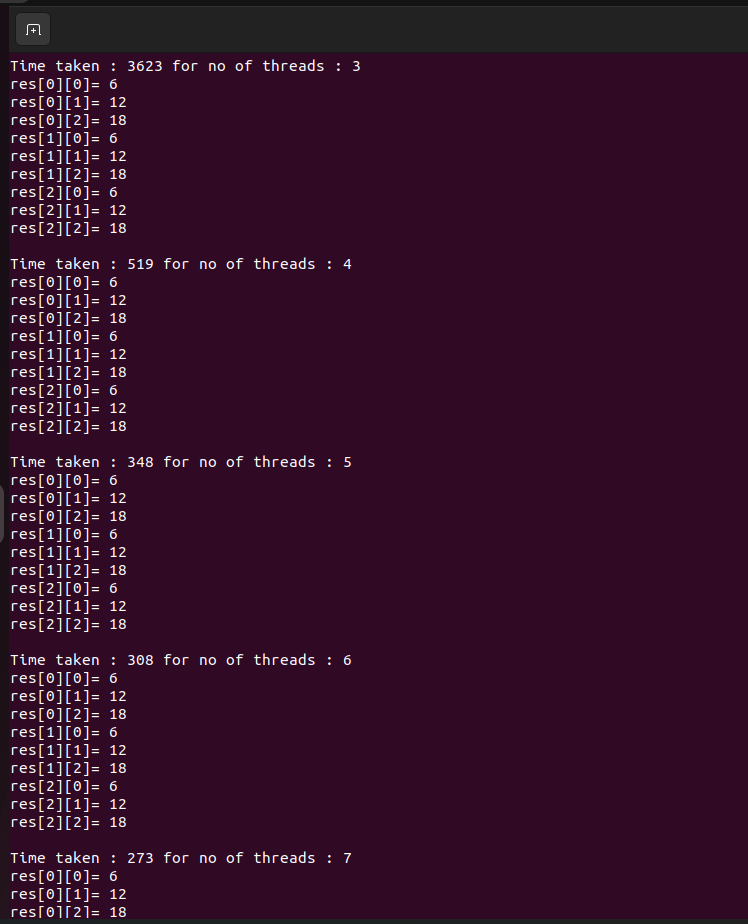 Time taken : 3623 for no of threads : 3
res[0][0]= 6
res[0][1]= 12
res[0][2]= 18
res[1][0]= 6
res[1][1]= 12
res[1][2]= 18
res[2][0]= 6
res[2][1]= 12
res[2][2]= 18

Time taken : 519 for no of threads : 4
res[0][0]= 6
res[0][1]= 12
res[0][2]= 18
res[1][0]= 6
res[1][1]= 12
res[1][2]= 18
res[2][0]= 6
res[2][1]= 12
res[2][2]= 18

Time taken : 348 for no of threads : 5
res[0][0]= 6
res[0][1]= 12
res[0][2]= 18
res[1][0]= 6
res[1][1]= 12
res[1][2]= 18
res[2][0]= 6
res[2][1]= 12
res[2][2]= 18

Time taken : 308 for no of threads : 6
res[0][0]= 6
res[0][1]= 12
res[0][2]= 18
res[1][0]= 6
res[1][1]= 12
res[1][2]= 18
res[2][0]= 6
res[2][1]= 12
res[2][2]= 18

Time taken : 273 for no of threads : 7
res[0][0]= 6
res[0][1]= 12
res[0][2]= 18